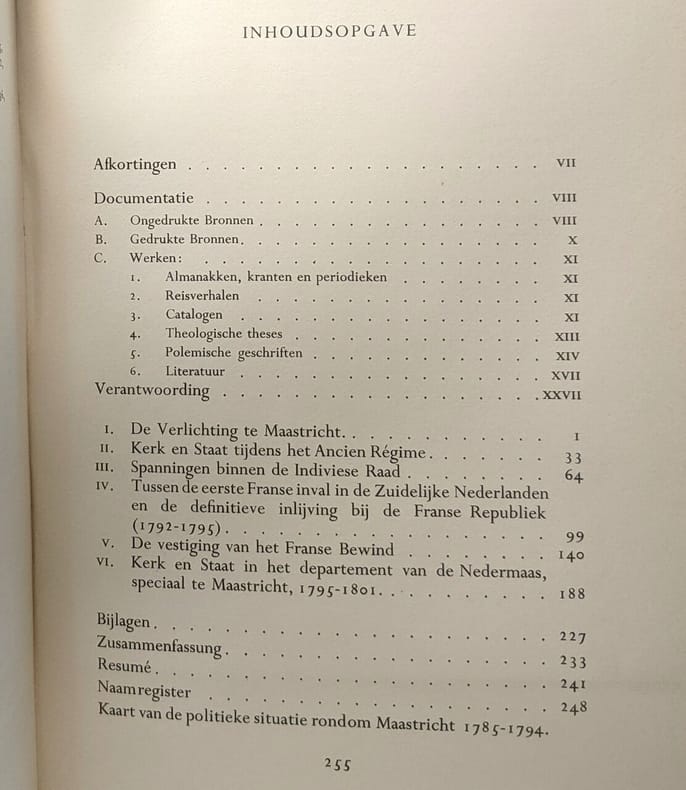 INHOUDSOPGAVE
Afkortingen . . . . . . . . . . . . . . . . . . . VII
Documentatie . . . . . . . . . . . . . . . . . . VIII
A. Ongedrukte Bronnen . . . . . . . . . . . . . . . VIII
B. Gedrukte Bronnen . . . . . . . . . . . . . . . . X
C. Werken: . . . . . . . . . . . . . . . . . . XI
1. Almanakken, kranten en periodieken . . . . . . . . XI
2. Reisverhalen . . . . . . . . . . . . . . . . XI
3. Catalogen . . . . . . . . . . . . . . . . . XI
4. Theologische theses . . . . . . . . . . . . . . XIII
5. Polemische geschriften . . . . . . . . . . . . . XIV
6. Literatuur . . . . . . . . . . . . . . . . . XVII
Verantwoording . . . . . . . . . . . . . . . . . XXVII
I. De Verlichting te Maastricht. . . . . . . . . . . . 1
II. Kerk en Staat tijdens het Ancien Régime . . . . . . . 33
III. Spanningen binnen de Indiviese Raad . . . . . . . . 64
IV. Tussen de eerste Franse inval in de Zuidelijke Nederlanden
en de definitieve inlijving bij de Franse Republiek
(1792-1795) . . . . . . . . . . . . . . . . . . 99
V. De vestiging van het Franse Bewind . . . . . . . . 140
VI. Kerk en Staat in het departement van de Nedermaas,
speciaal te Maastricht, 1795-1801. . . . . . . . . . . 188
Bijlagen . . . . . . . . . . . . . . . . . . . . . 227
Zusammenfassung . . . . . . . . . . . . . . . . . 233
Resumé . . . . . . . . . . . . . . . . . . . . . 241
Naamregister . . . . . . . . . . . . . . . . . . 248
Kaart van de politieke situatie rondom Maastricht 1785-1794.
255